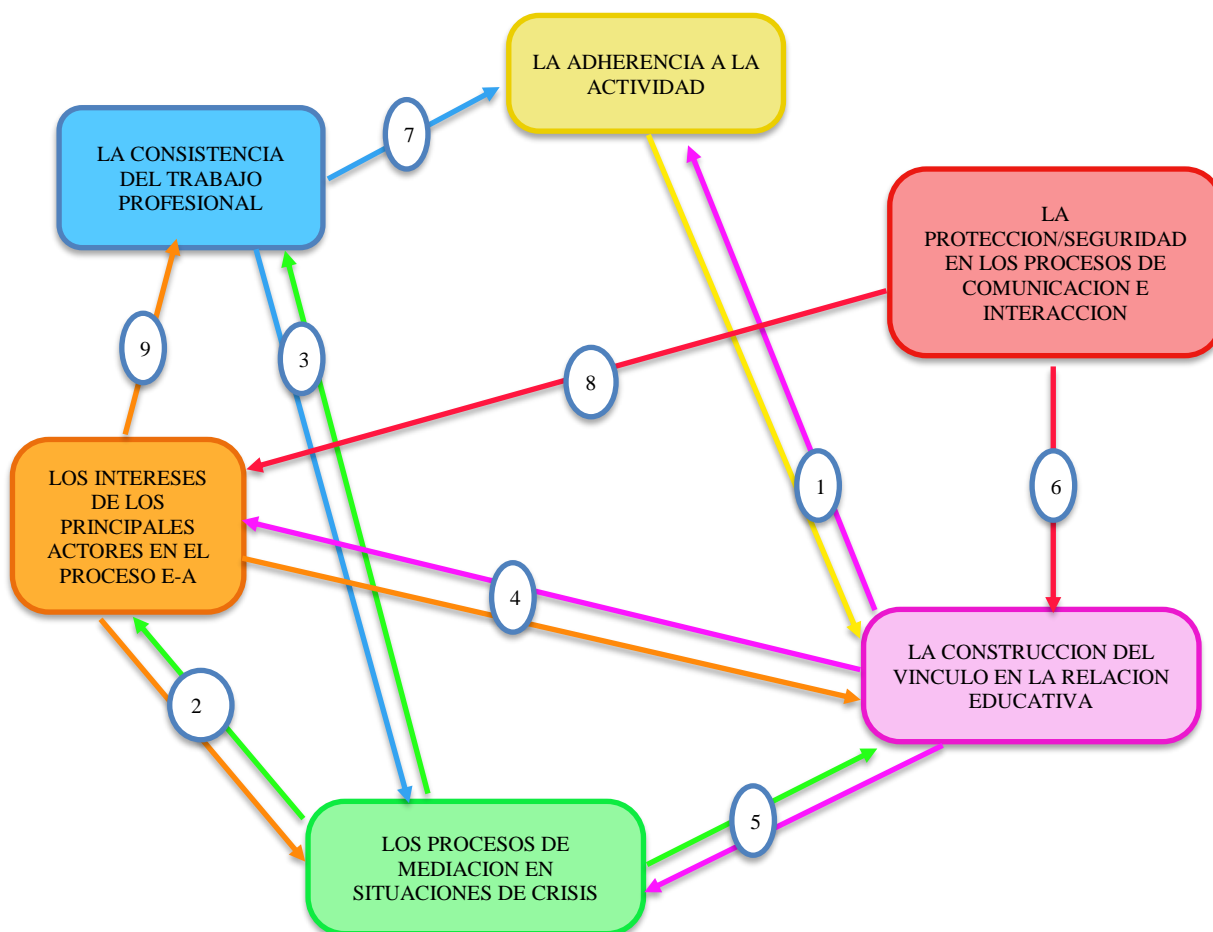 LA ADHERENCIA A LA
ACTIVIDAD
7
LA CONSISTENCIA
DEL TRABAJO
PROFESIONAL
LA
PROTECCION/SEGURIDAD
EN LOS PROCESOS DE
COMUNICACION E
INTERACCION
9
3
8
LOS INTERESES
DE LOS
PRINCIPALES
ACTORES EN EL
PROCESO E-A
1
6
4
LA CONSTRUCCION DEL
VINCULO EN LA RELACION
EDUCATIVA
2
5
LOS PROCESOS DE
MEDIACION EN
SITUACIONES DE CRISIS